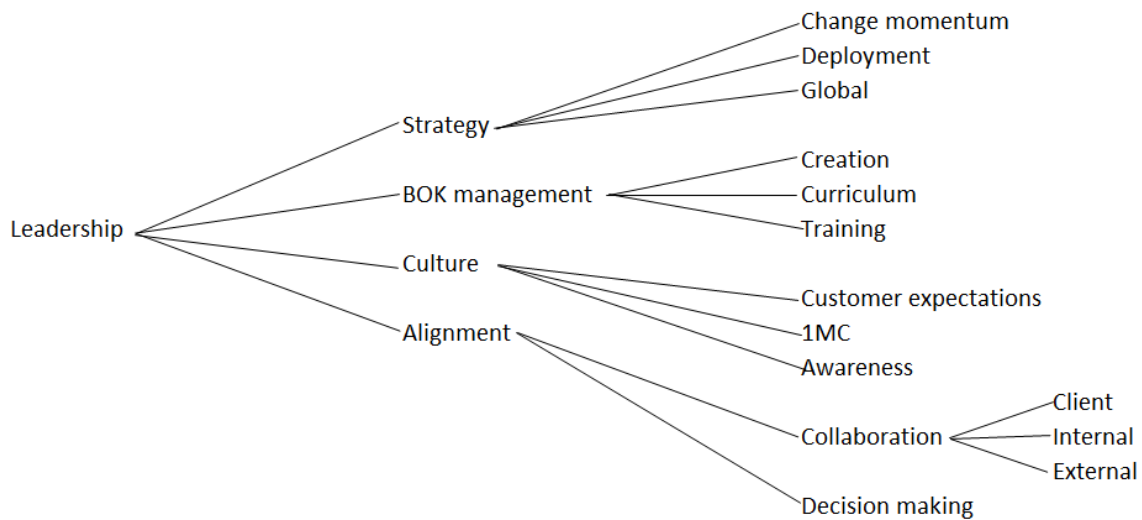 Leadership
Strategy
Change momentum
Deployment
Global
BOK management
Creation
Curriculum
Training
Culture
Customer expectations
1MC
Awareness
Alignment
Collaboration
Client
Internal
External
Decision making